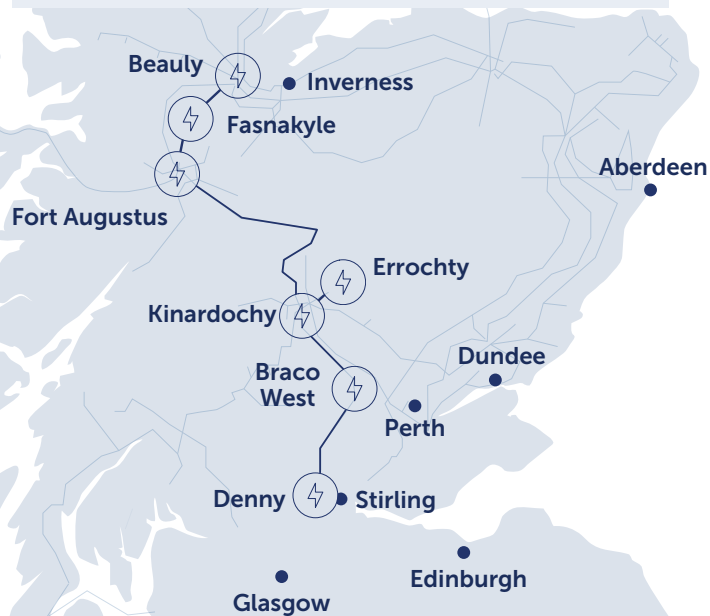 Beauly
Inverness
Fasnakyle
Aberdeen
Fort Augustus
Errochty
Kinardochy
Dundee
Braco
West
Perth
Denny
Stirling
Edinburgh
Glasgow